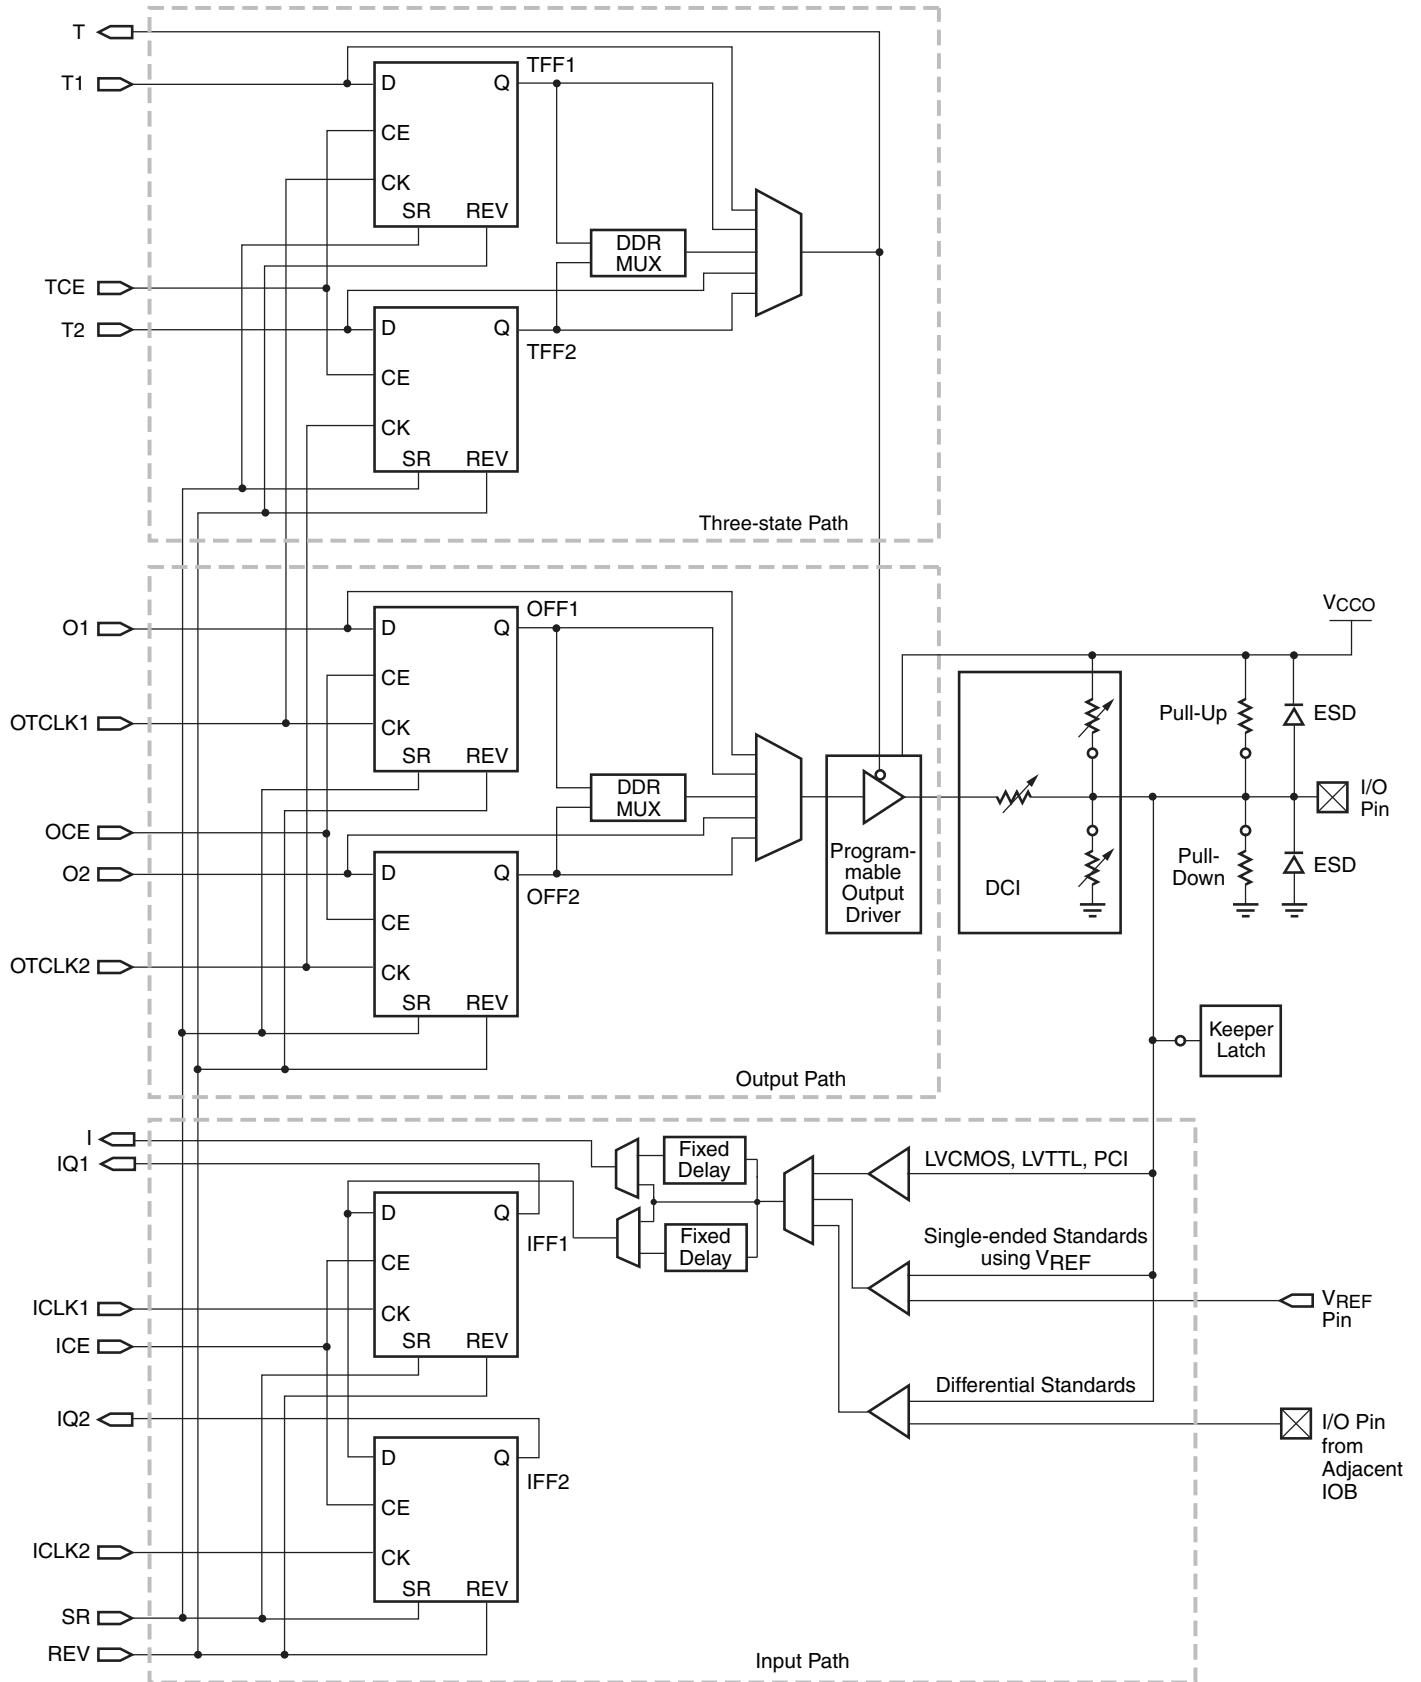 T
T1
D
Q
TFF1
CE
CK
SR
REV
DDR
MUX
TCE
T2
D
Q
TFF2
CE
CK
SR
REV
Three-state Path
O1
D
Q
OFF1
CE
OTCLK1
CK
SR
REV
DDR
MUX
OCE
O2
D
Q
OFF2
CE
OTCLK2
CK
SR
REV
Program-
mable
Output
Driver
DCI
VCCO
Pull-Up
ESD
I/O
Pin
Pull-
Down
ESD
Keeper
Latch
Output Path
I
IQ1
Fixed
Delay
Fixed
Delay
LVCMOS, LVTTL, PCI
D
Q
IFF1
CE
ICLK1
CK
ICE
SR
REV
Single-ended Standards
using VREF
VREF
Pin
Differential Standards
I/O Pin
from
Adjacent
IOB
IQ2
D
Q
IFF2
CE
ICLK2
CK
SR
REV
SR
REV
Input Path